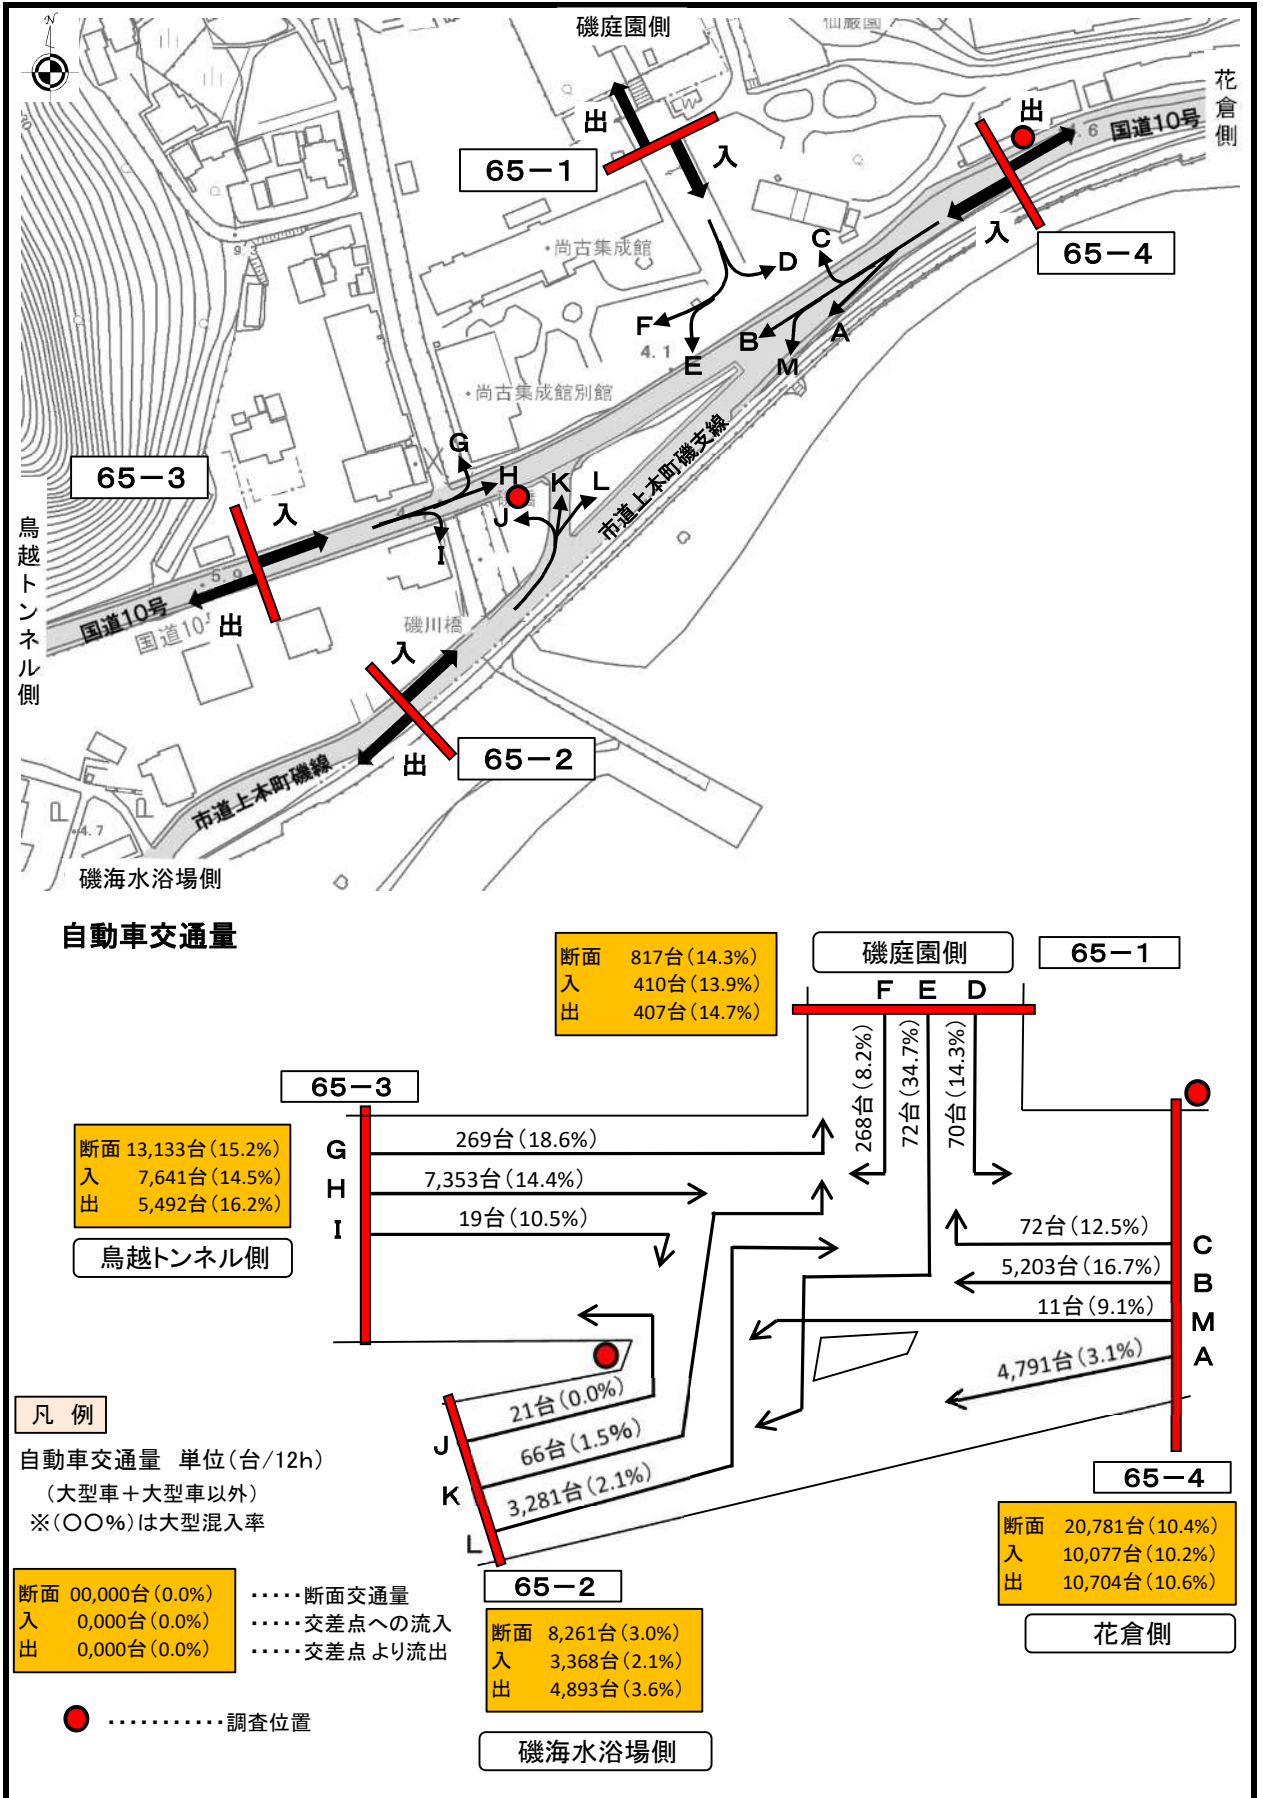 磯庭園側
仙巌園
N
花倉側
出
出
6
国道10号
65-1
入
入
65-4
C
D
・尚古集成館
F
B
A
4.1
E
M
・尚古集成館別館
市道上本町磯支線
G
65-3
H
K
L
入
J
I
鳥越トンネル側
9.3
5.9
国道10号
国道10号
出
磯川橋
入
65-2
出
市道上本町磯線
P
P
4.7
磯海水浴場側
自動車交通量
断面 817台(14.3%)
入 410台(13.9%)
出 407台(14.7%)
磯庭園側
65-1
F E D
268台(8.2%)
72台(34.7%)
70台(14.3%)
65-3
断面 13,133台(15.2%)
入 7,641台(14.5%)
出 5,492台(16.2%)
鳥越トンネル側
G 269台(18.6%)
H 7,353台(14.4%)
I 19台(10.5%)
72台(12.5%) C
5,203台(16.7%) B
11台(9.1%) M
4,791台(3.1%) A
J 21台(0.0%)
K 66台(1.5%)
L 3,281台(2.1%)
凡 例
自動車交通量 単位(台/12h)
(大型車+大型車以外)
※(○○%)は大型混入率
断面 00,000台(0.0%) ・・・・・断面交通量
入 0,000台(0.0%) ・・・・・交差点への流入
出 0,000台(0.0%) ・・・・・交差点より流出
・・・・・・・・・・・調査位置
65-2
断面 8,261台(3.0%)
入 3,368台(2.1%)
出 4,893台(3.6%)
磯海水浴場側
65-4
断面 20,781台(10.4%)
入 10,077台(10.2%)
出 10,704台(10.6%)
花倉側